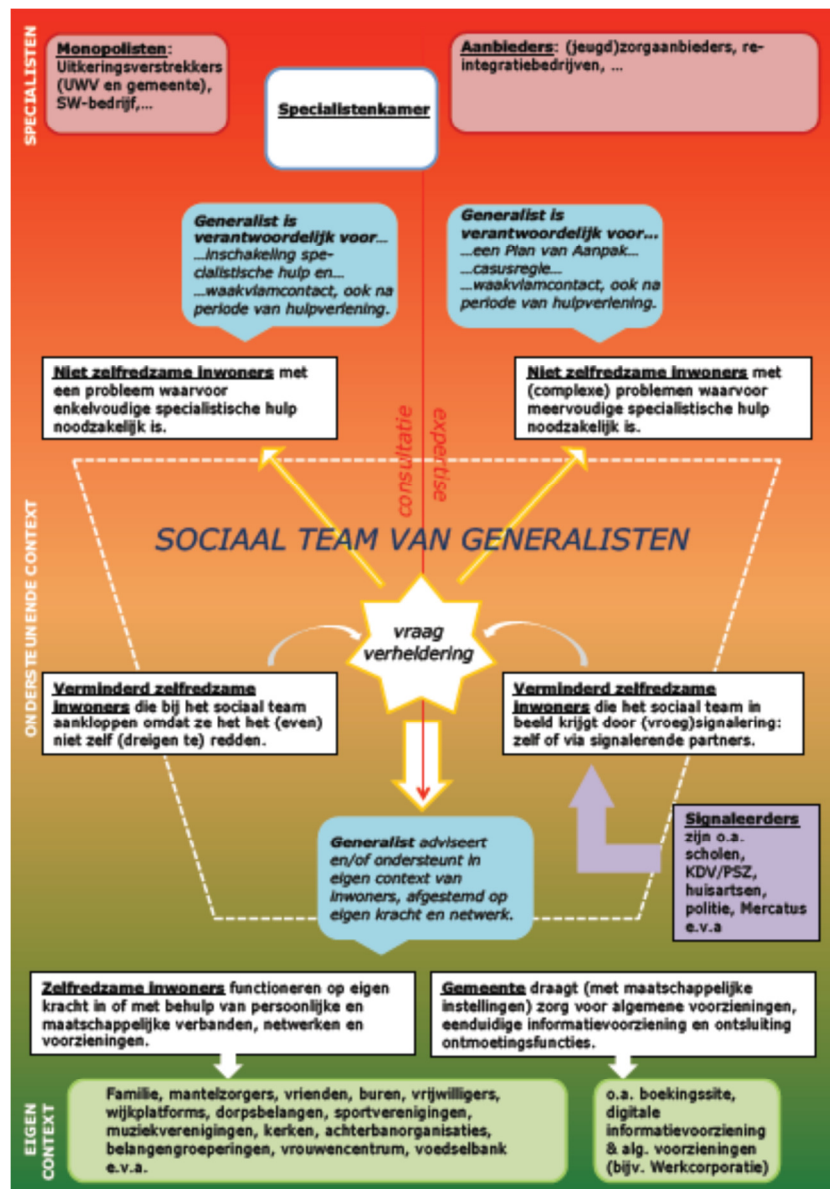 SPECIALISTEN
Monopolisten:
Uitkeringsverstrekkers
(UWV en gemeente),
SW-bedrijf,...
Specialistenkamer
Aanbieders: (jeugd)zorgaanbieders, re-
integratiebedrijven, ...
Generalist is
verantwoordelijk voor...
...inschakeling spe-
cialistische hulp en...
...waakvlamcontact, ook na
periode van hulpverlening.
Generalist is
verantwoordelijk voor...
...een Plan van Aanpak...
...casusregie...
...waakvlamcontact, ook na
periode van hulpverlening.
Niet zelfredzame inwoners met
een probleem waarvoor
enkelvoudige specialistische hulp
noodzakelijk is.
Niet zelfredzame inwoners met
(complexe) problemen waarvoor
meervoudige specialistische hulp
noodzakelijk is.
consultatie
expertise
ONDERSTEUNENDE CONTEXT
SOCIAAL TEAM VAN GENERALISTEN
vraag
verheldering
Verminderd zelfredzame
inwoners die bij het sociaal team
aankloppen omdat ze het het (even)
niet zelf (dreigen te) redden.
Verminderd zelfredzame
inwoners die het sociaal team in
beeld krijgt door (vroeg)signalering:
zelf of via signalerende partners.
Signaleerders
zijn o.a.
scholen,
KDV/PSZ,
huisartsen,
politie, Mercatus
e.v.a
Generalist adviseert
en/of ondersteunt in
eigen context van
inwoners, afgestemd op
eigen kracht en netwerk.
Zelfredzame inwoners functioneren op eigen
kracht in of met behulp van persoonlijke en
maatschappelijke verbanden, netwerken en
voorzieningen.
Gemeente draagt (met maatschappelijke
instellingen) zorg voor algemene voorzieningen,
eenduidige informatievoorziening en ontsluiting
ontmoetingsfuncties.
EIGEN
CONTEXT
Familie, mantelzorgers, vrienden, buren, vrijwilligers,
wijkplatforms, dorpsbelangen, sportverenigingen,
muziekverenigingen, kerken, achterbanorganisaties,
belangengroeperingen, vrouwencentrum, voedselbank
e.v.a.
o.a. boekingssite,
digitale
informatievoorziening
& alg. voorzieningen
(bijv. Werkcorporatie)